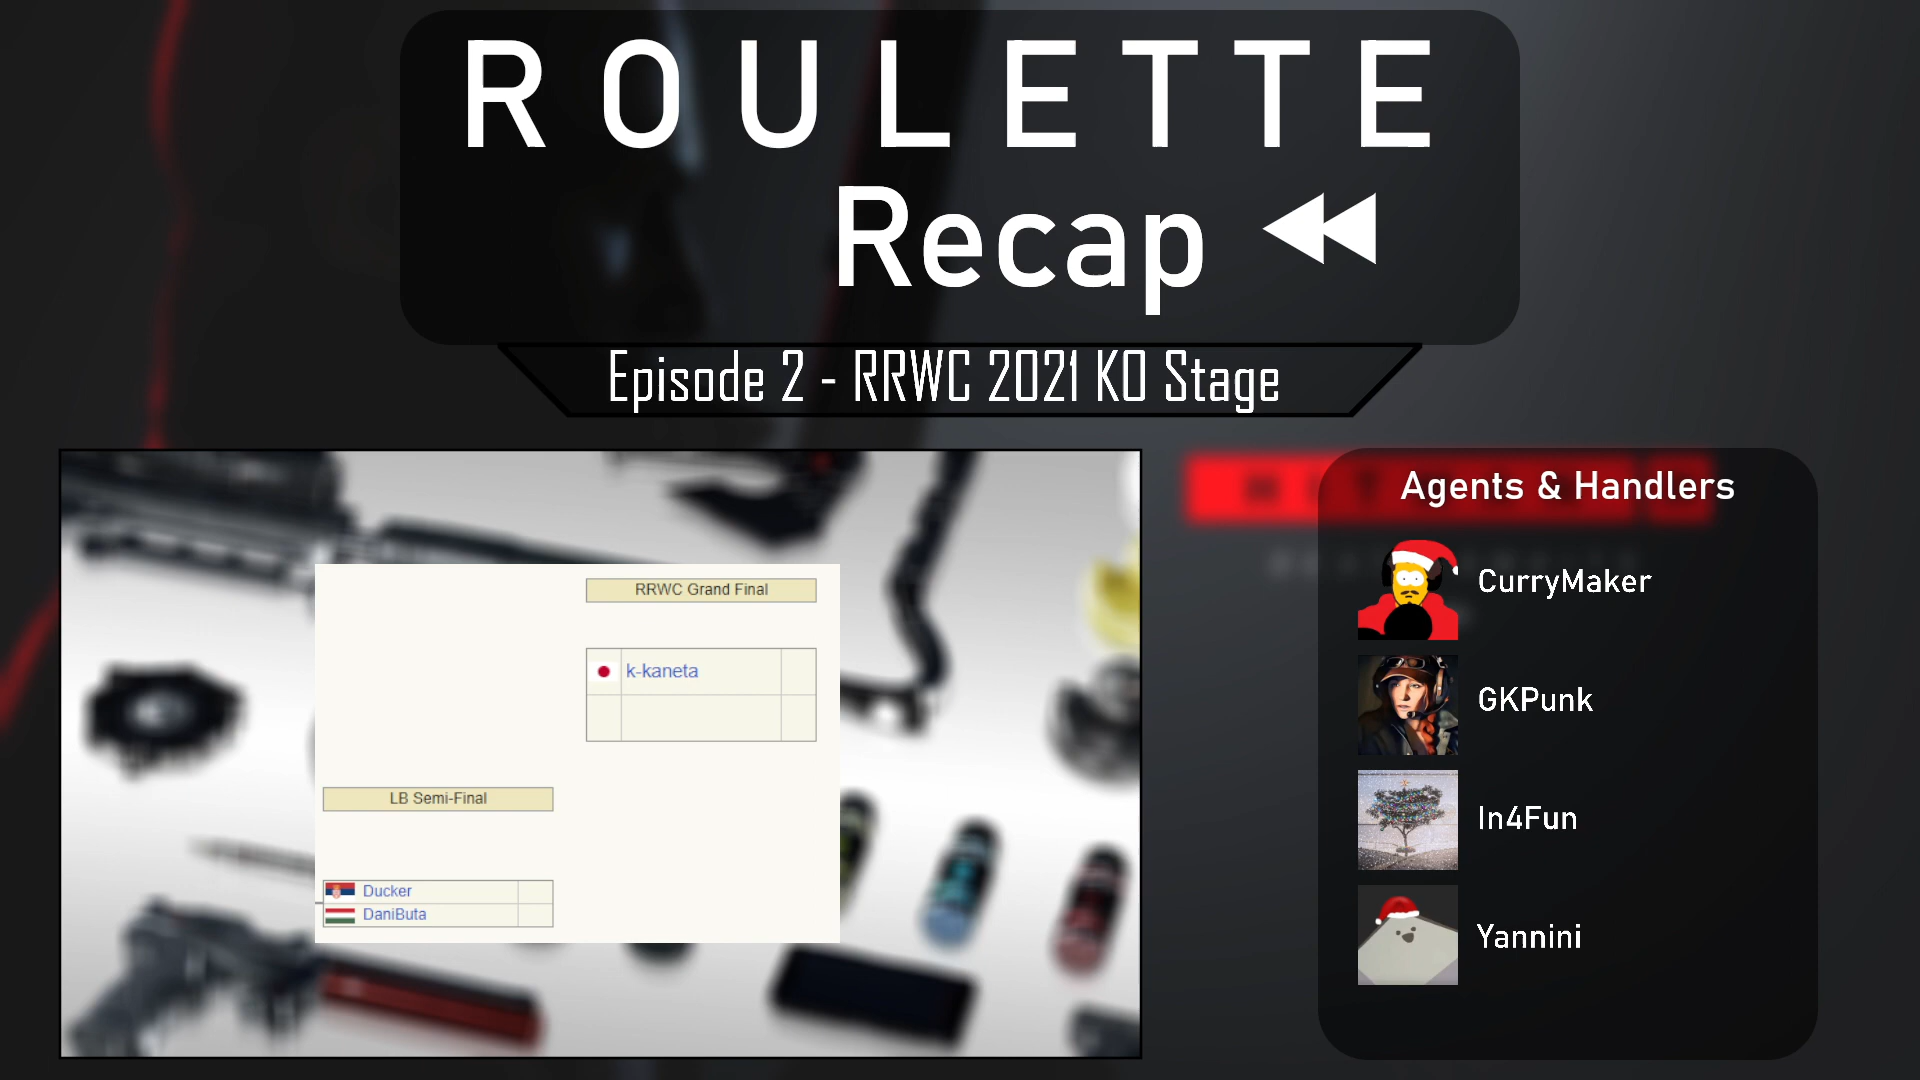 ROULETTE
Recap
Episode 2 - RRWC 2021 KO Stage
RRWC Grand Final
k-kaneta
LB Semi-Final
Ducker
DaniButa
Agents & Handlers
CurryMaker
GKPunk
In4Fun
Yannini